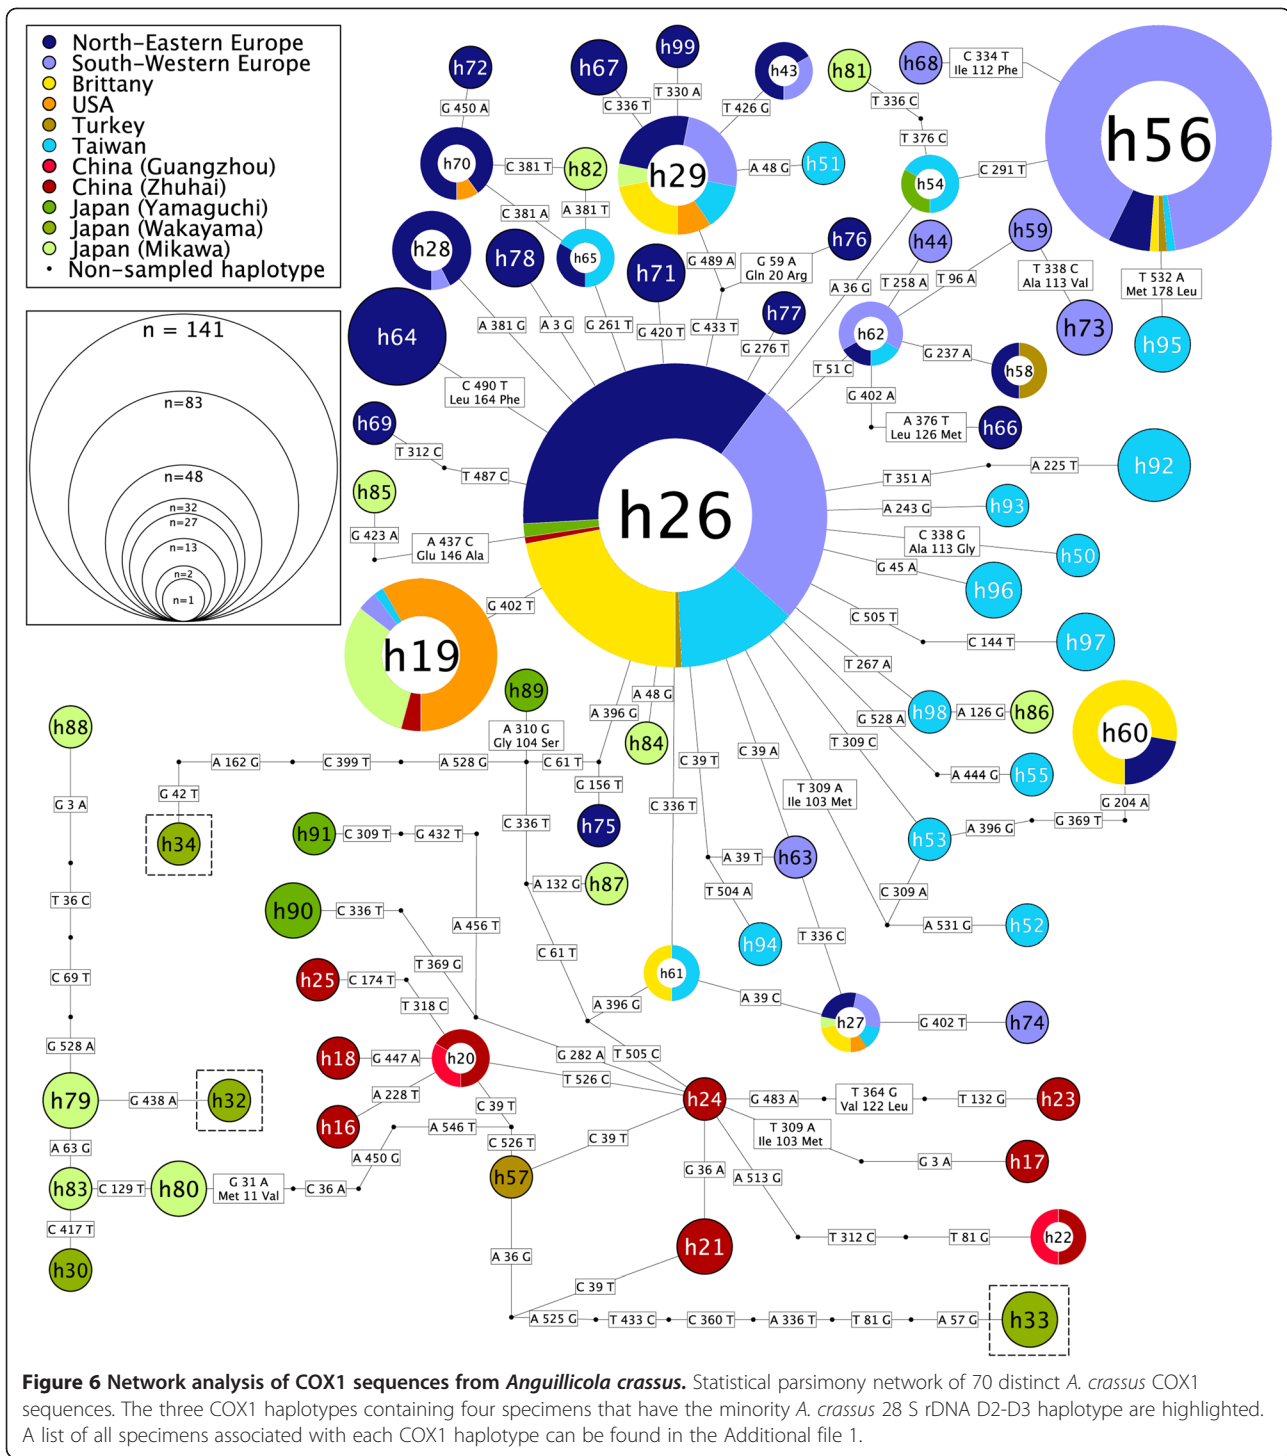 North-Eastern Europe
South-Western Europe
Brittany
USA
Turkey
Taiwan
China (Guangzhou)
China (Zhuhai)
Japan (Yamaguchi)
Japan (Wakayama)
Japan (Mikawa)
Non-sampled haplotype
n = 141
n=83
n=48
n=32
n=27
n=13
n=2
n=1
h72
G 450 A
h70
C 381 T
h82
C 381 A
A 381 T
h67
C 336 T
h99
T 330 A
h43
T 426 G
h29
A 48 G
h51
h81
T 336 C
T 376 C
h54
C 291 T
h68
C 334 T
Ile 112 Phe
h56
T 532 A
Met 178 Leu
h95
h28
A 381 G
h78
A 3 G
h65
G 261 T
h71
G 420 T
G 489 A
C 433 T
G 59 A
Gln 20 Arg
h76
h77
G 276 T
A 36 G
h44
T 258 A
h59
T 96 A
T 338 C
Ala 113 Val
h73
h62
T 51 C
G 237 A
h58
G 402 A
A 376 T
Leu 126 Met
h66
h64
C 490 T
Leu 164 Phe
h69
T 312 C
T 487 C
h85
G 423 A
A 437 C
Glu 146 Ala
h26
T 351 A
A 225 T
h92
A 243 G
h93
C 338 G
Ala 113 Gly
h50
G 45 A
h96
C 505 T
C 144 T
h97
h19
G 402 T
T 267 A
h98
A 126 G
h86
G 528 A
A 444 G
h55
T 309 C
h53
A 396 G
G 369 T
G 204 A
h60
h89
A 310 G
Gly 104 Ser
A 396 G
A 48 G
h84
C 61 T
G 156 T
h75
C 39 T
C 39 A
T 309 A
Ile 103 Met
C 336 T
h88
G 3 A
A 162 G
C 399 T
A 528 G
G 42 T
h34
C 336 T
h91
C 309 T
G 432 T
A 132 G
h87
A 39 T
h63
T 504 A
h94
C 309 A
A 531 G
h52
T 36 C
h90
C 336 T
A 456 T
T 369 G
C 61 T
T 336 C
C 69 T
h25
C 174 T
T 318 C
h61
A 396 G
A 39 C
h27
G 402 T
h74
G 528 A
h18
G 447 A
h20
G 282 A
T 505 C
T 526 C
h79
G 438 A
h32
h16
A 228 T
C 39 T
h24
G 483 A
T 364 G
Val 122 Leu
T 132 G
h23
A 63 G
A 546 T
A 450 G
C 526 T
C 39 T
T 309 A
Ile 103 Met
G 3 A
h17
h83
C 129 T
h80
G 31 A
Met 11 Val
C 36 A
h57
G 36 A
A 513 G
C 417 T
h30
A 36 G
h21
T 312 C
T 81 G
h22
C 39 T
A 525 G
T 433 C
C 360 T
A 336 T
T 81 G
A 57 G
h33
Figure 6 Network analysis of COX1 sequences from Anguillicola crassus. Statistical parsimony network of 70 distinct A. crassus COX1
sequences. The three COX1 haplotypes containing four specimens that have the minority A. crassus 28 S rDNA D2-D3 haplotype are highlighted.
A list of all specimens associated with each COX1 haplotype can be found in the Additional file 1.